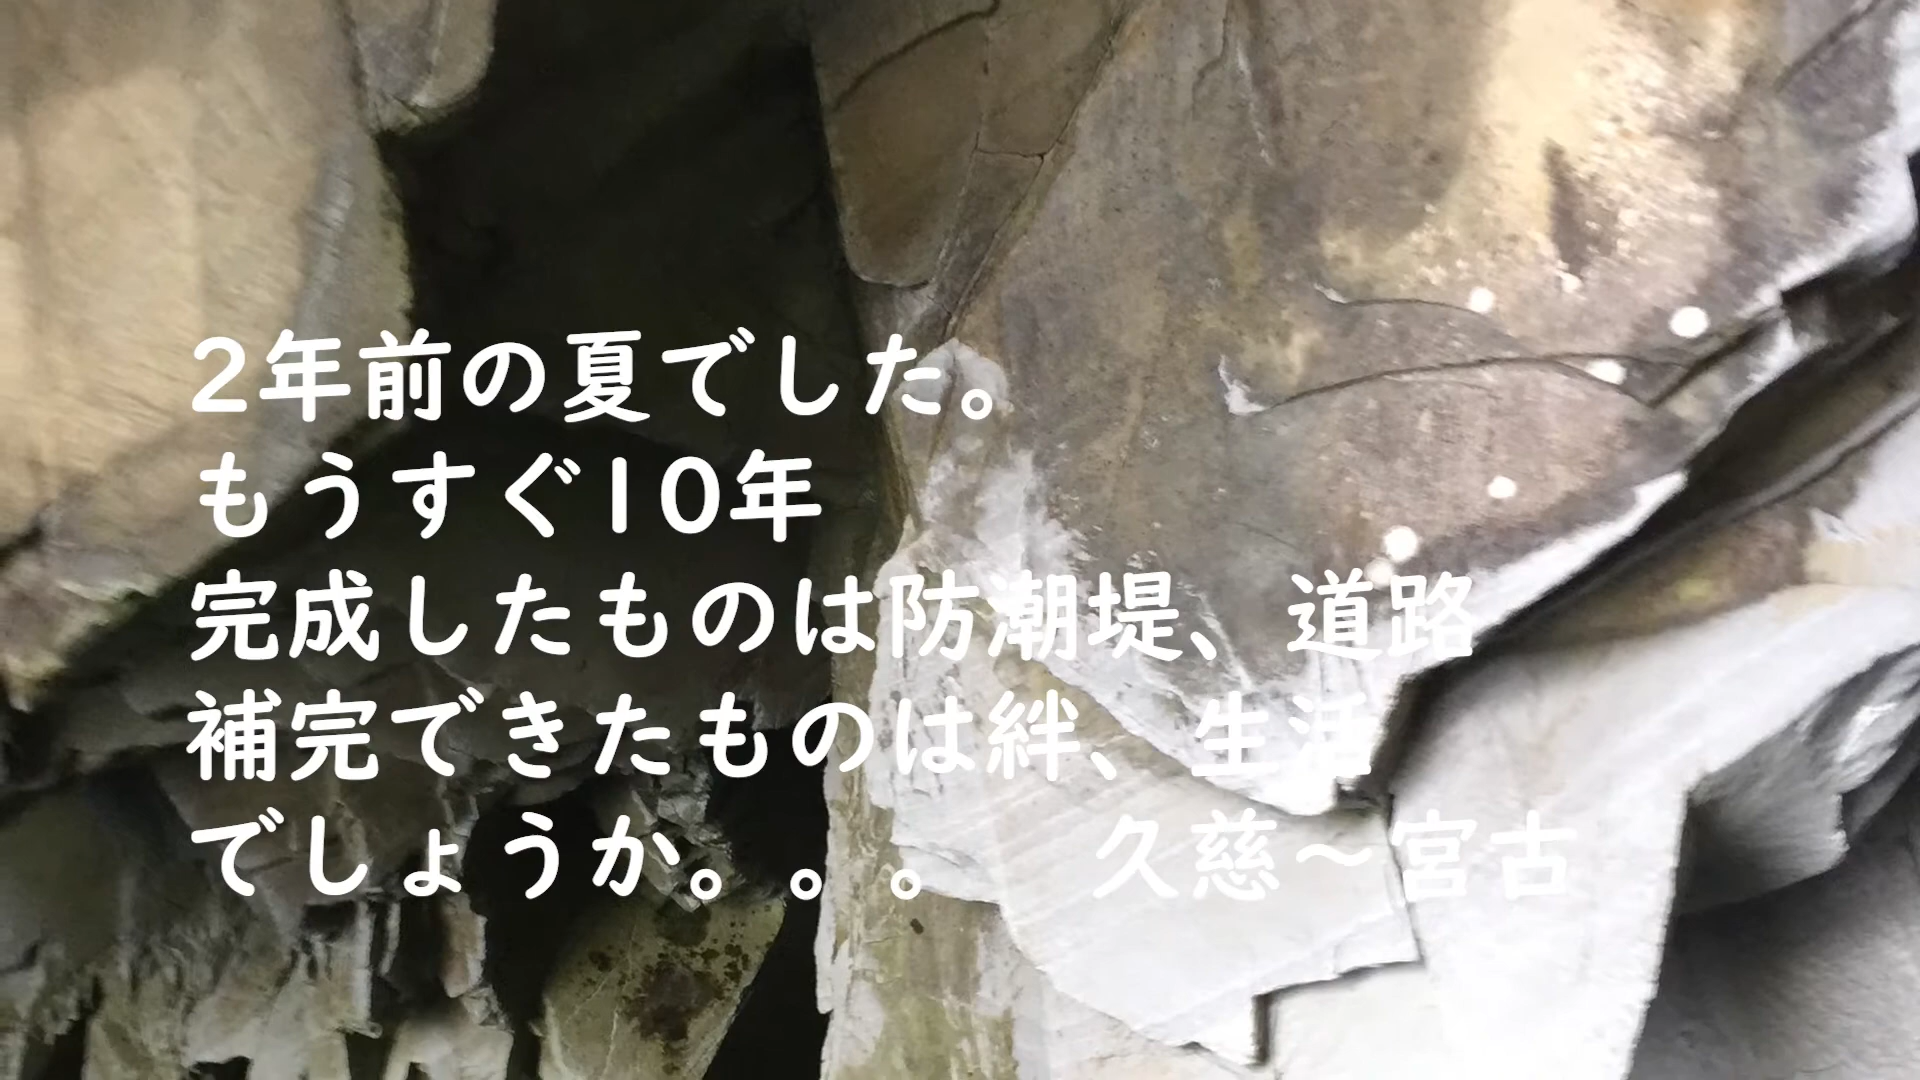 2年前の夏でした。
もうすぐ10年
完成したものは防潮堤、道路
補完できたものは絆、生活
でしょうか。。。　久慈～宮古